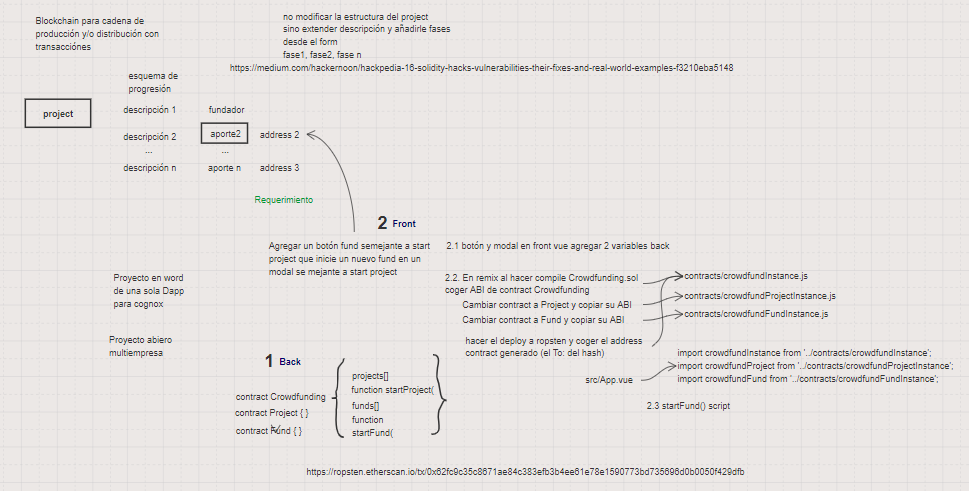 Blockchain para cadena de
producción y/o distribución con
transacciónes
no modificar la estructura del project
sino extender descripción y añadirle fases
desde el form
fase1, fase2, fase n
https://medium.com/hackernoon/hackpedia-16-solidity-hacks-vulnerabilities-their-fixes-and-real-world-examples-f3210eba5148
esquema de
progresión
project
descripción 1 fundador
descripción 2 aporte2 address 2
... ...
descripción n aporte n address 3
Requerimiento
2 Front
Agregar un botón fund semejante a start
project que inicie un nuevo fund en un
modal se mejante a start project
2.1 botón y modal en front vue agregar 2 variables back
Proyecto en word
de una sola Dapp
para cognox
2.2. En remix al hacer compile Crowdfunding.sol
coger ABI de contract Crowdfunding
Cambiar contract a Project y copiar su ABI
Cambiar contract a Fund y copiar su ABI
contracts/crowdfundInstance.js
contracts/crowdfundProjectInstance.js
contracts/crowdfundFundInstance.js
hacer el deploy a ropsten y coger el address
contract generado (el To: del hash)
Proyecto abiero
multiempresa
src/App.vue
import crowdfundInstance from '../contracts/crowdfundInstance';
import crowdfundProject from '../contracts/crowdfundProjectInstance';
import crowdfundFund from '../contracts/crowdfundFundInstance';
2.3 startFund() script
1 Back
contract Crowdfunding
contract Project { }
contract Fund { }
projects[]
function startProject(
funds[]
function
startFund(
https://ropsten.etherscan.io/tx/0x62fc9c35c8671ae84c383efb3b4ee61e78e1590773bd735696d0b0050f429dfb